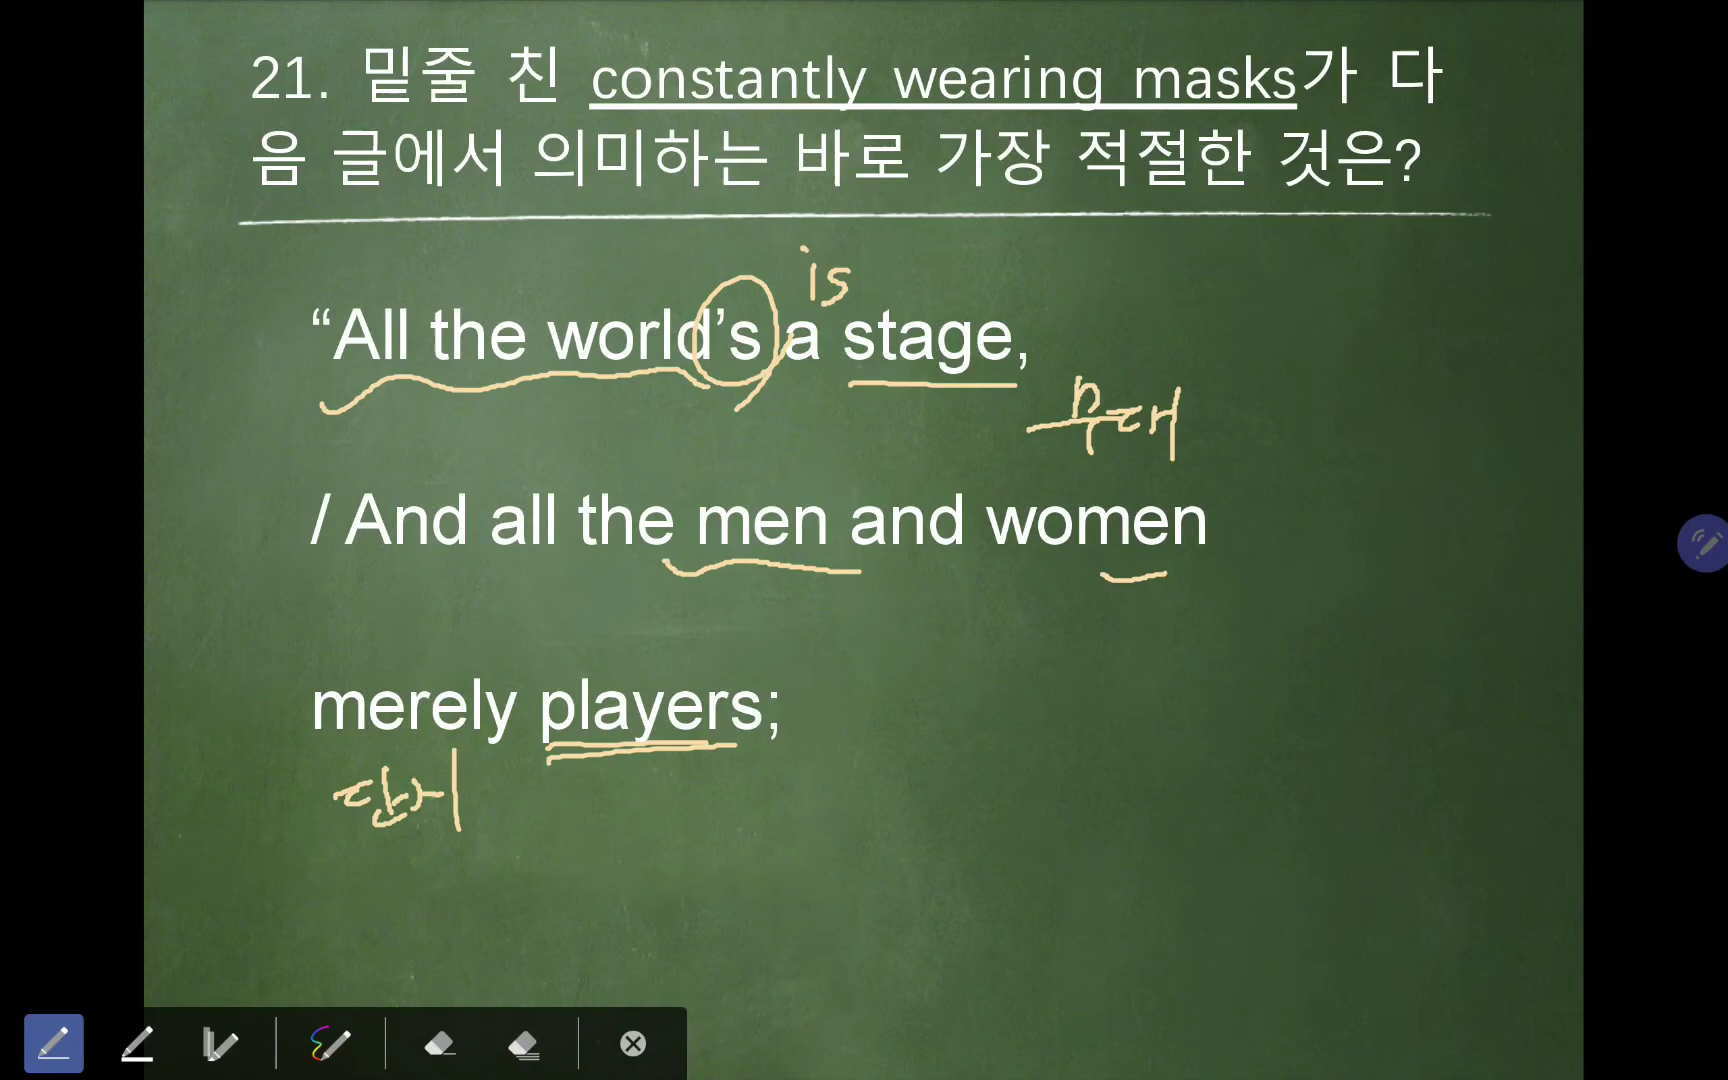 21. 밑줄 친 constantly wearing masks가 다
음 글에서 의미하는 바로 가장 적절한 것은?
is
“All the world’s a stage,
무대
/ And all the men and women
merely players;
단지